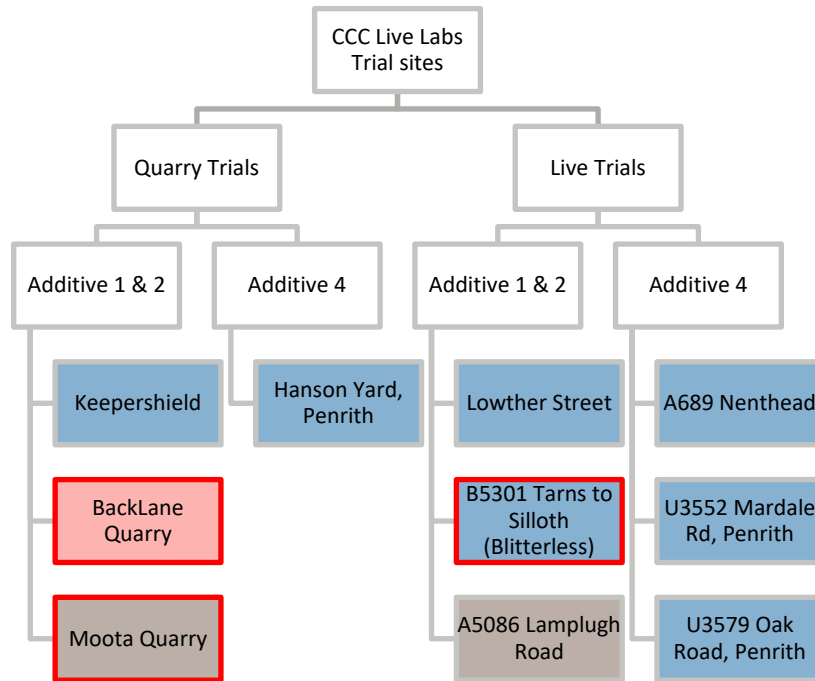 CCC Live Labs
Trial sites
Quarry Trials
Live Trials
Additive 1 & 2
Additive 4
Additive 1 & 2
Additive 4
Keepershield
Hanson Yard,
Penrith
Lowther Street
A689 Nenthead
BackLane
Quarry
B5301 Tarns to
Silloth
(Blitterless)
U3552 Mardale
Rd, Penrith
Moota Quarry
A5086 Lamplugh
Road
U3579 Oak
Road, Penrith